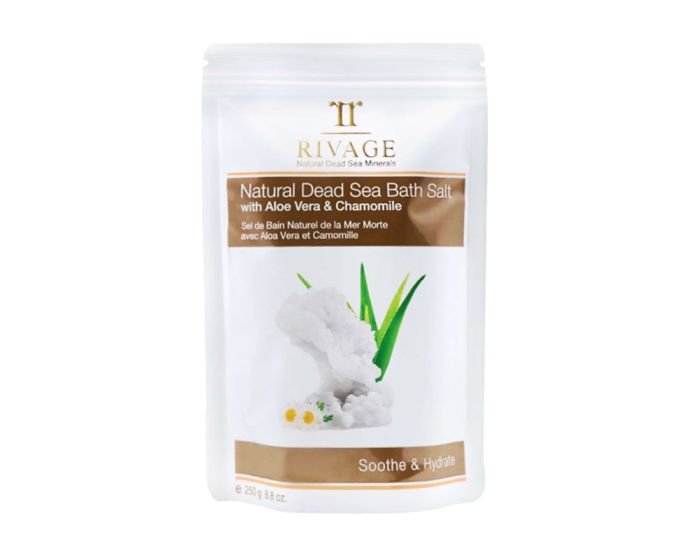 RIVAGE
Natural Dead Sea Minerals
Natural Dead Sea Bath Salt
with Aloe Vera & Chamomile
Sel de Bain Naturel de la Mer Morte
avec Aloa Vera et Camomille
Soothe & Hydrate
e 250 g 8.8 oz.